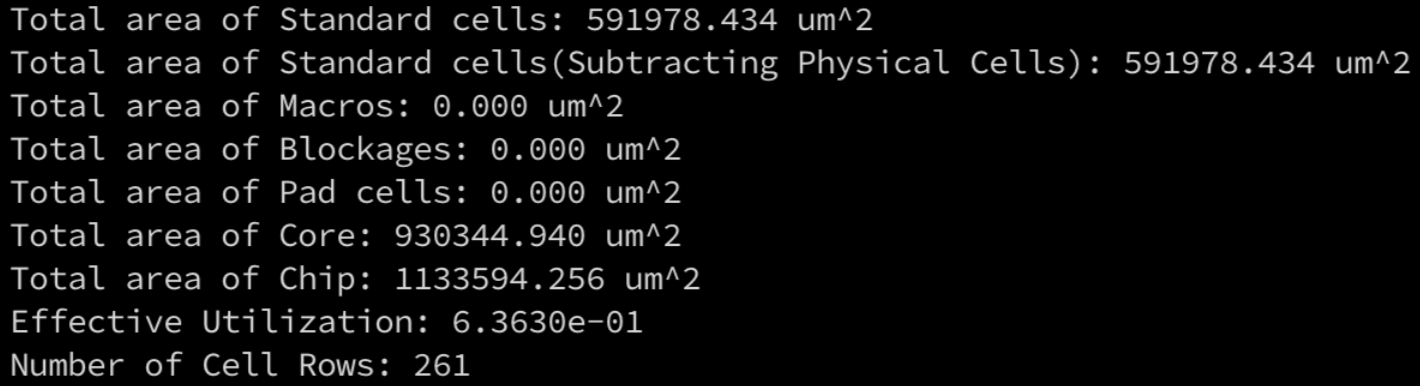 Total area of Standard cells: 591978.434 um^2
Total area of Standard cells(Subtracting Physical Cells): 591978.434 um^2
Total area of Macros: 0.000 um^2
Total area of Blockages: 0.000 um^2
Total area of Pad cells: 0.000 um^2
Total area of Core: 930344.940 um^2
Total area of Chip: 1133594.256 um^2
Effective Utilization: 6.3630e-01
Number of Cell Rows: 261